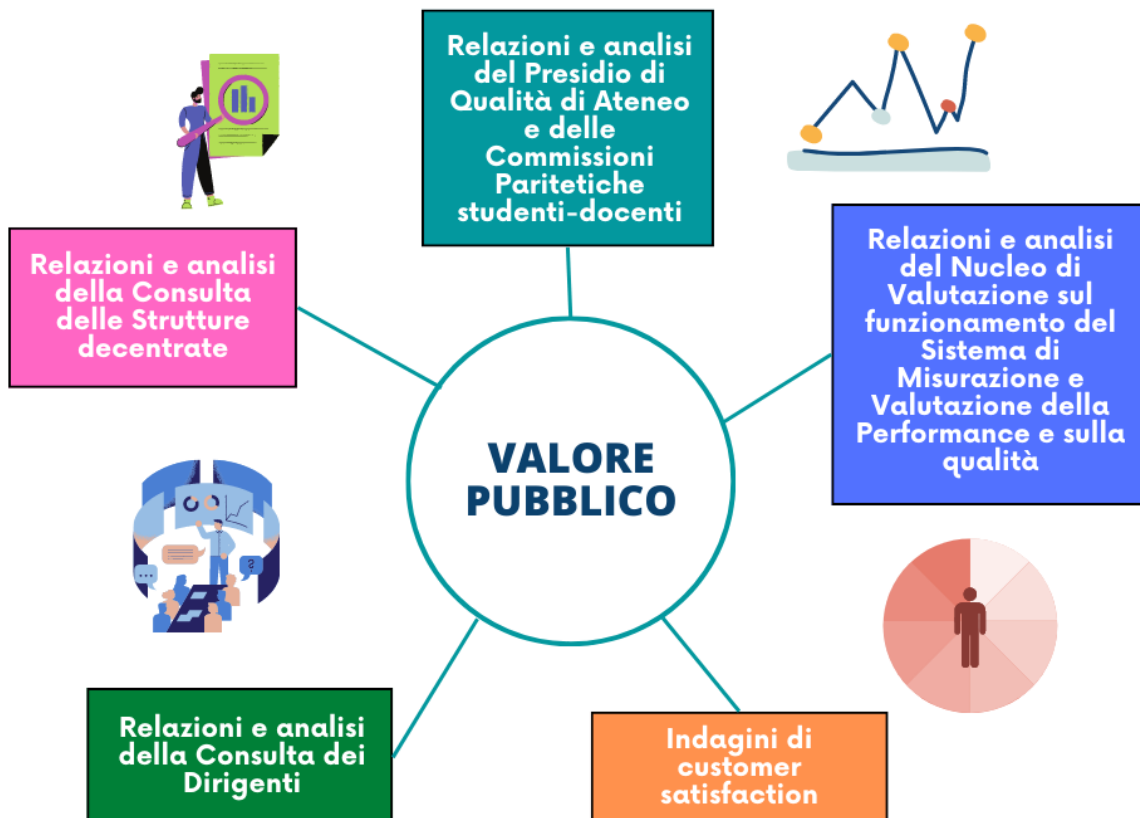 Relazioni e analisi
del Presidio di
Qualità di Ateneo
e delle
Commissioni
Paritetiche
studenti-docenti
Relazioni e analisi
della Consulta
delle Strutture
decentrate
Relazioni e analisi
del Nucleo di
Valutazione sul
funzionamento del
Sistema di
Misurazione e
Valutazione della
Performance e sulla
qualità
VALORE
PUBBLICO
?
Relazioni e analisi
della Consulta dei
Dirigenti
Indagini di
customer
satisfaction